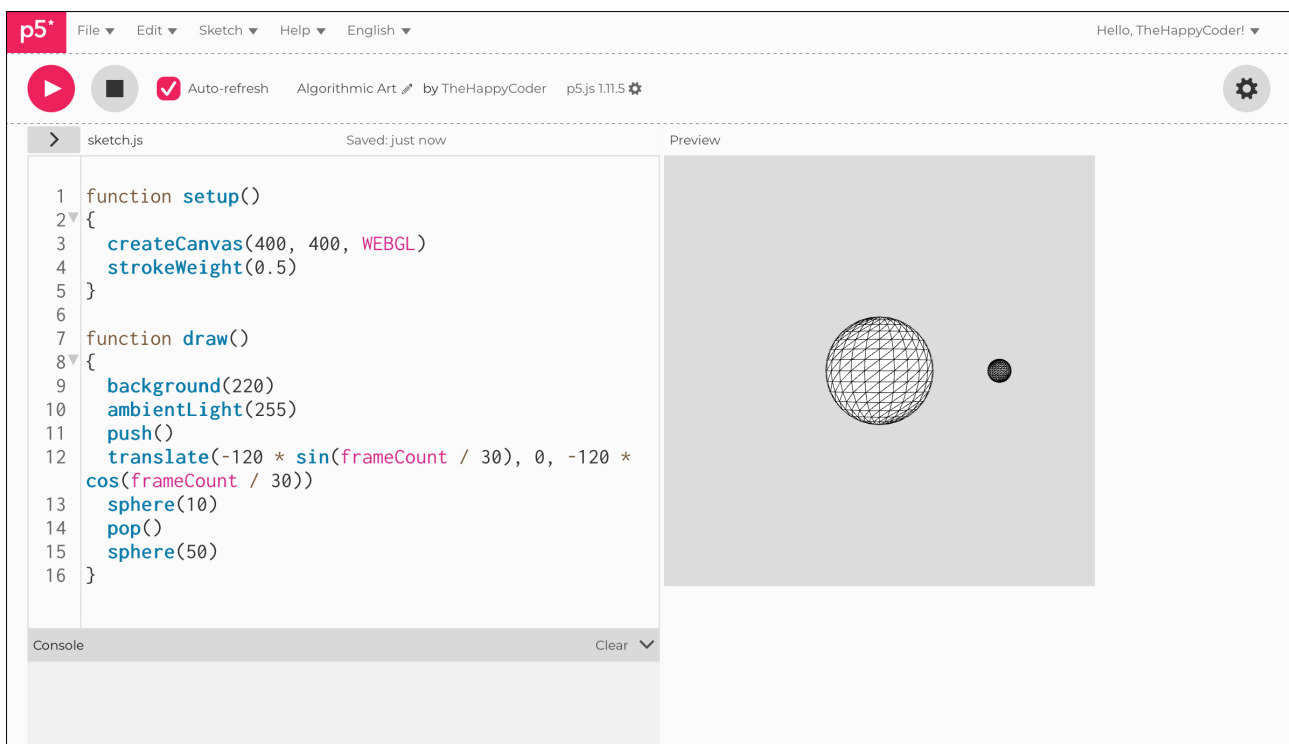 p5* File Edit Sketch Help English Hello, TheHappyCoder!
Auto-refresh Algorithmic Art by TheHappyCoder p5.js 1.11.5
sketch.js Saved: just now Preview
1 function setup()
2 {
3 createCanvas(400, 400, WEBGL)
4 strokeWeight(0.5)
5 }
6
7 function draw()
8 {
9 background(220)
10 ambientLight(255)
11 push()
12 translate(-120 * sin(frameCount / 30), 0, -120 *
cos(frameCount / 30))
13 sphere(10)
14 pop()
15 sphere(50)
16 }
Console Clear